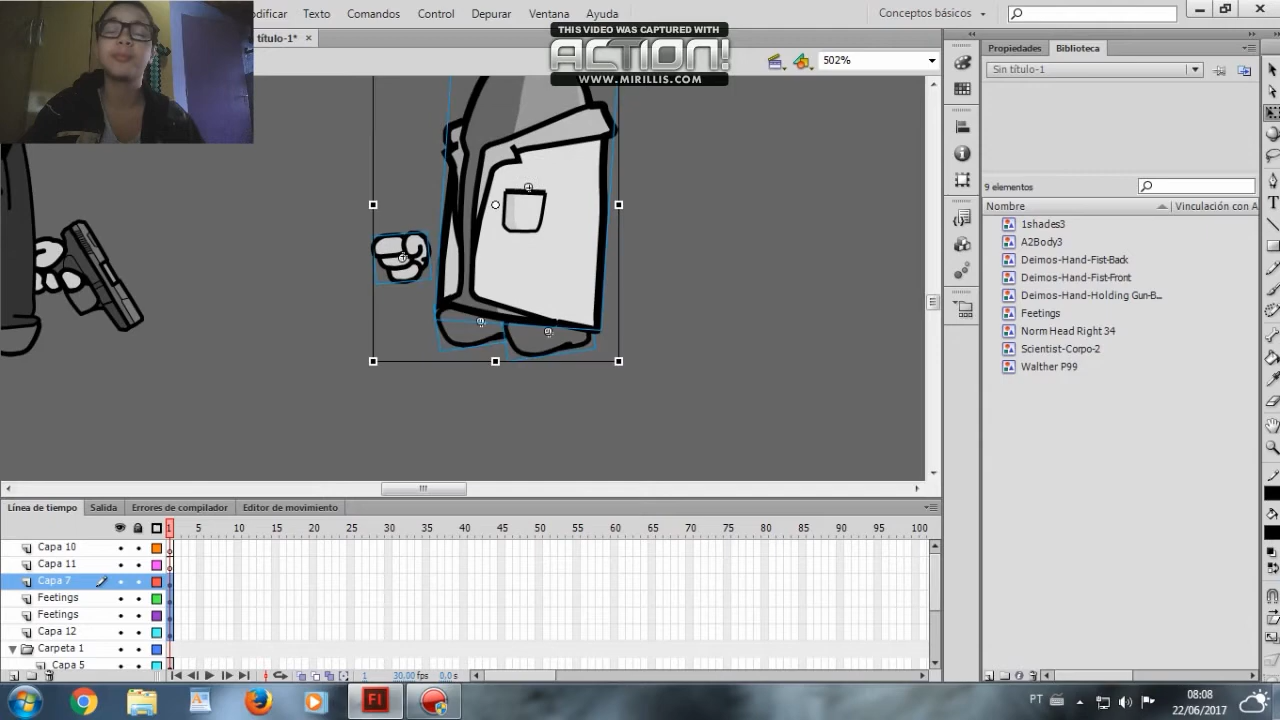 odificar Texto Comandos Control Depurar Ventana Ayuda Conceptos básicos
título-1*
THIS VIDEO WAS CAPTURED WITH
ACTION!
WWW.MIRILLIS.COM
502%
Propiedades Biblioteca
Sin título-1
9 elementos
Nombre Vinculación con A
1shades3
A2Body3
Deimos-Hand-Fist-Back
Deimos-Hand-Fist-Front
Deimos-Hand-Holding Gun-B...
Feetings
Norm Head Right 34
Scientist-Corpo-2
Walther P99
Línea de tiempo Salida Errores de compilador Editor de movimiento
1 5 10 15 20 25 30 35 40 45 50 55 60 65 70 75 80 85 90 95 100
Capa 10
Capa 11
Capa 7
Feetings
Feetings
Capa 12
Carpeta 1
Capa 5
1 30,00 fps 0,0 s
Fl
PT
08:08
22/06/2017